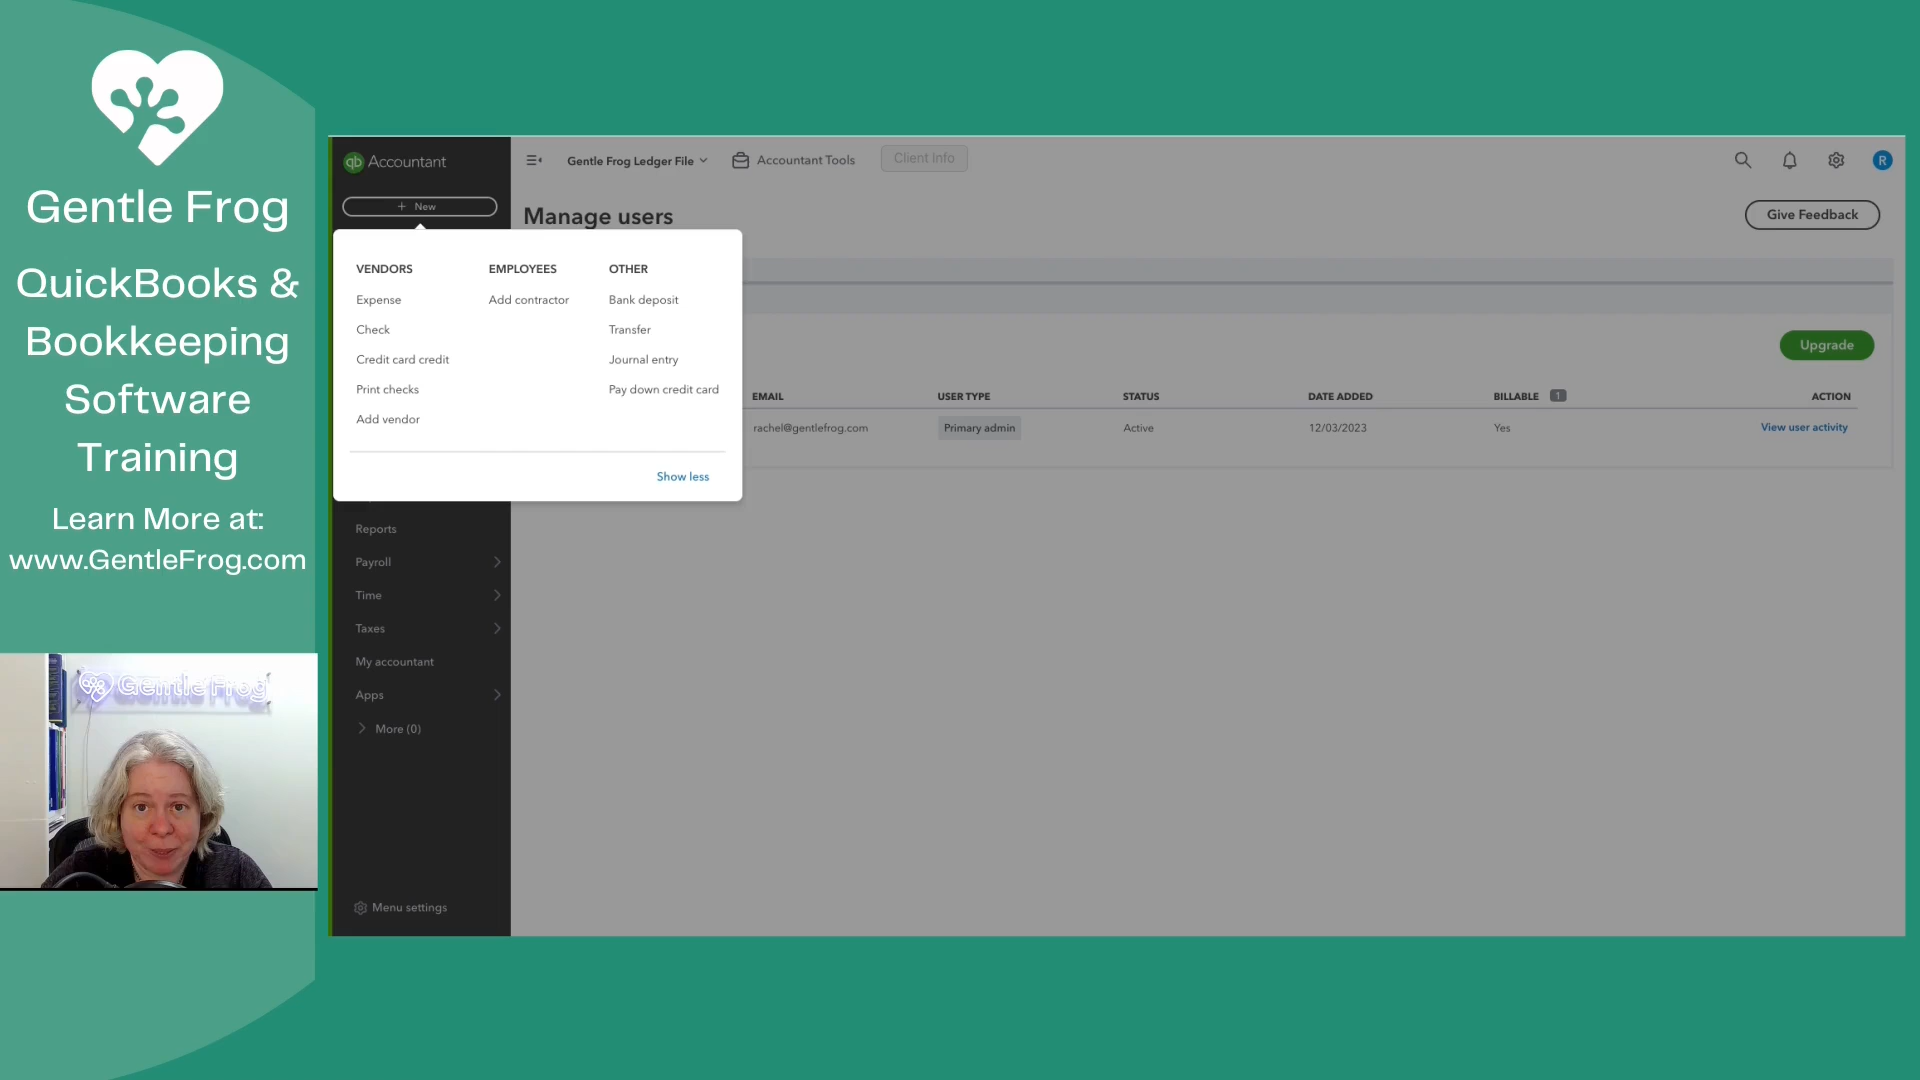 Gentle Frog
QuickBooks &
Bookkeeping
Software
Training
Learn More at:
www.GentleFrog.com
Gentle Frog
qb Accountant
Gentle Frog Ledger File
Accountant Tools
Client Info
R
+ New
Manage users
Give Feedback
VENDORS
Expense
Check
Credit card credit
Print checks
Add vendor
EMPLOYEES
Add contractor
OTHER
Bank deposit
Transfer
Journal entry
Pay down credit card
Show less
Upgrade
EMAIL USER TYPE STATUS DATE ADDED BILLABLE 1 ACTION
rachel@gentlefrog.com Primary admin Active 12/03/2023 Yes View user activity
Reports
Payroll
Time
Taxes
My accountant
Apps
More (0)
Menu settings